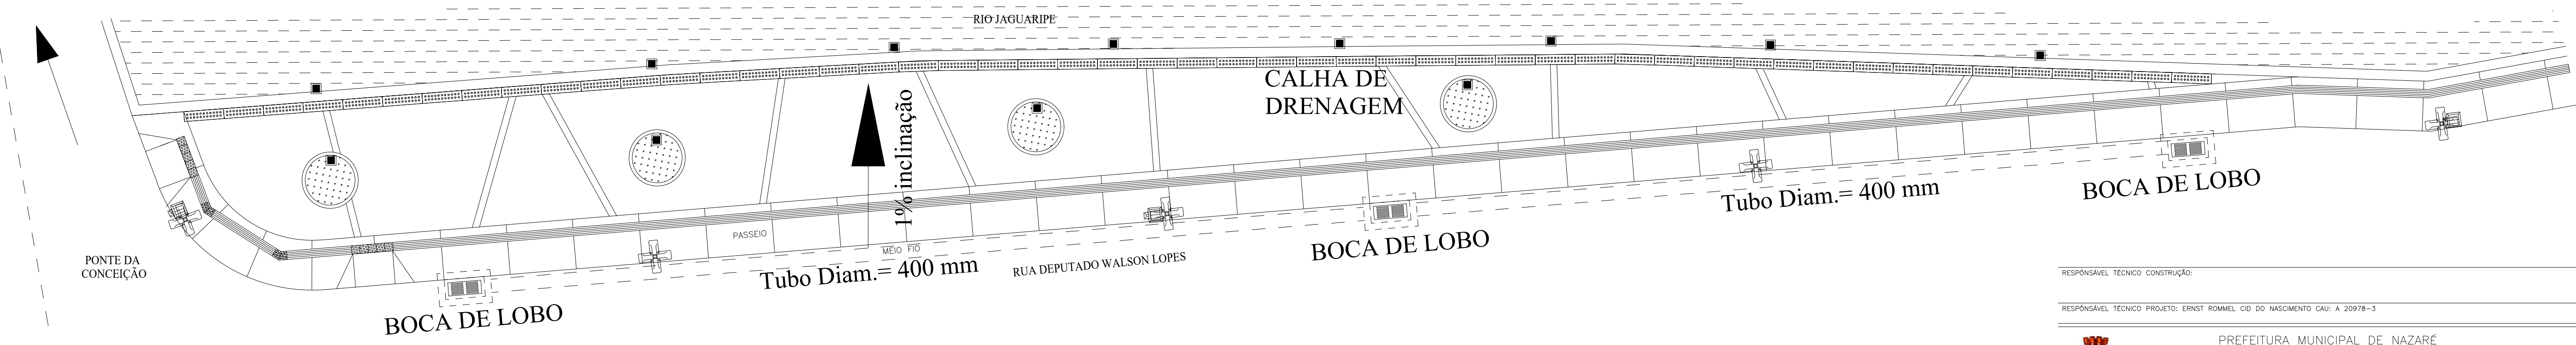 RIO JAGUARIPE
CALHA DE
DRENAGEM
1% inclinação
PASSEIO
MEIO FIO
Tubo Diam.= 400 mm
RUA DEPUTADO WALSON LOPES
PONTE DA
CONCEIÇÃO
BOCA DE LOBO
BOCA DE LOBO
Tubo Diam.= 400 mm
BOCA DE LOBO
RESPONSÁVEL TÉCNICO CONSTRUÇÃO:
RESPONSÁVEL TÉCNICO PROJETO: ERNST ROMMEL CID DO NASCIMENTO CAU: A 20978-3
PREFEITURA MUNICIPAL DE NAZARÉ